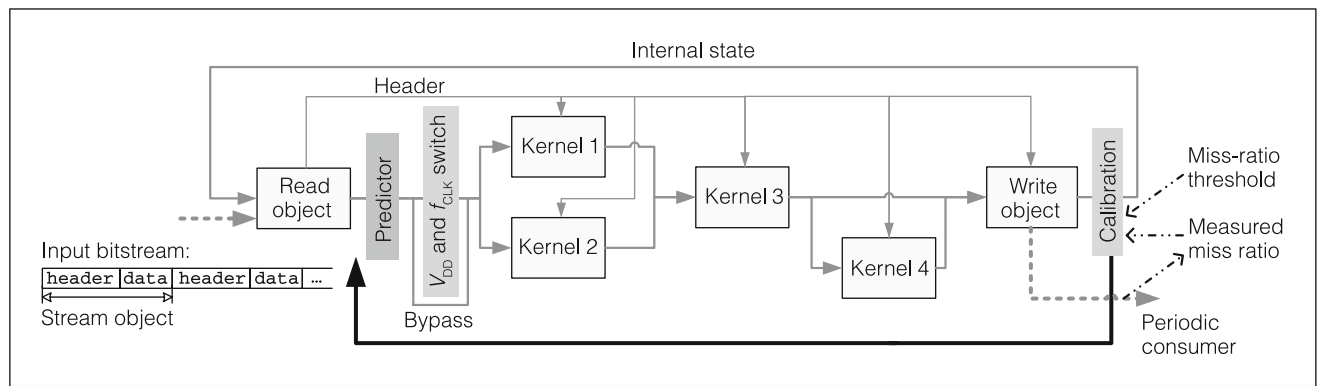 Internal state
Header
Kernel 1
Read
object
Predictor
V_DD and f_CLK switch
Kernel 2
Kernel 3
Kernel 4
Write
object
Calibration
Miss-ratio
threshold
Measured
miss ratio
Input bitstream:
header data header data ...
Stream object
Bypass
Periodic
consumer